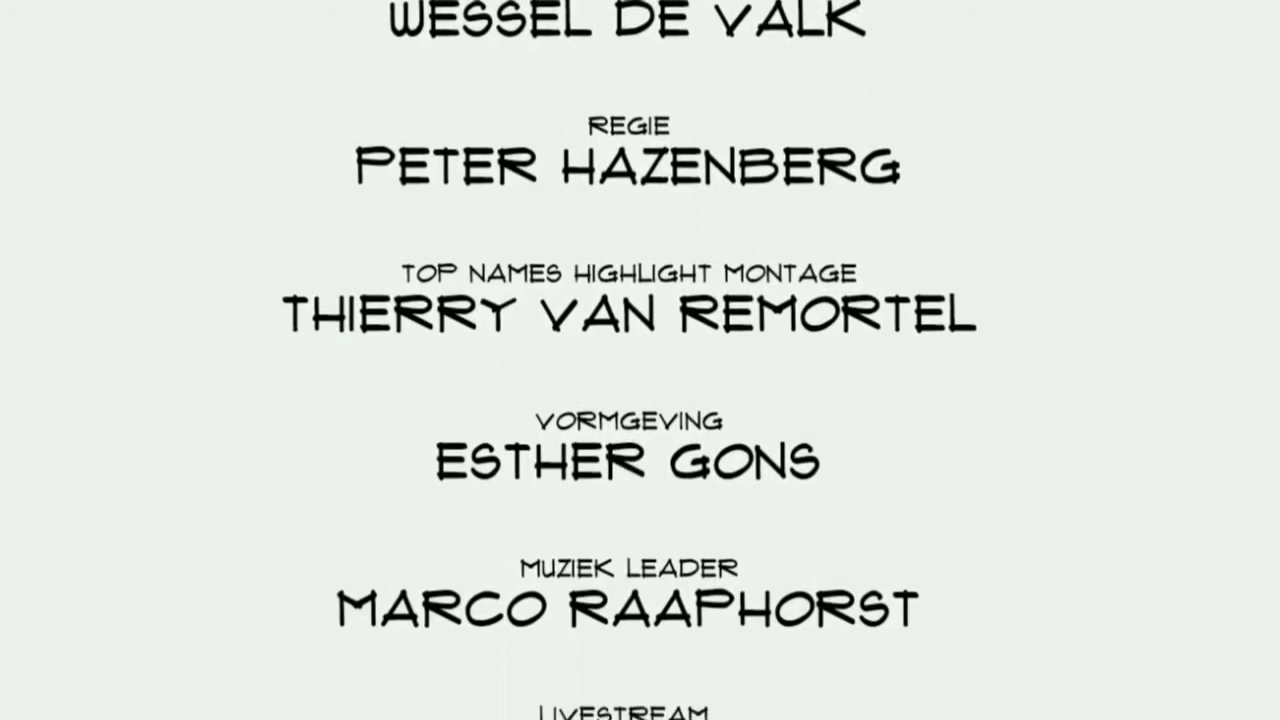 WESSEL DE VALK
REGIE
PETER HAZENBERG
TOP NAMES HIGHLIGHT MONTAGE
THIERRY VAN REMORTEL
VORMGEVING
ESTHER GONS
MUZIEK LEADER
MARCO RAAPHORST
LIVESTREAM